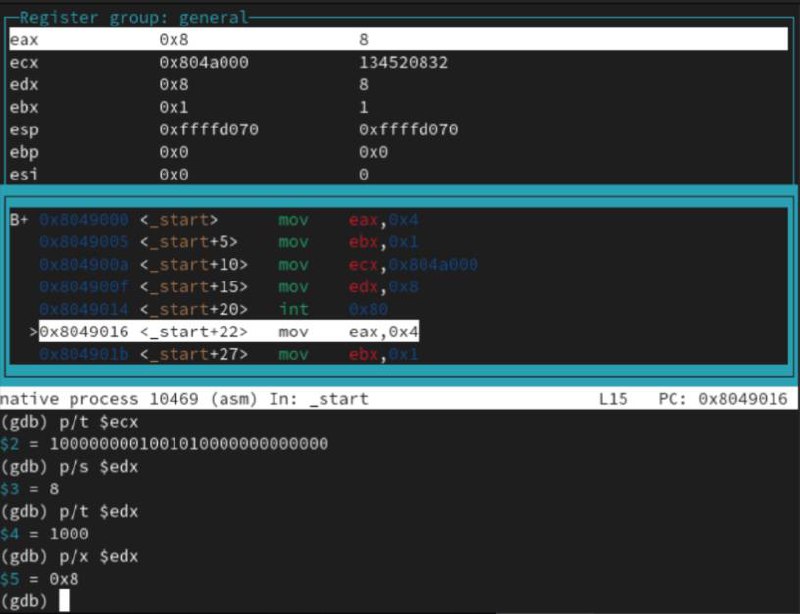 Register group: general
eax 0x8 8
ecx 0x804a000 134520832
edx 0x8 8
ebx 0x1 1
esp 0xffffd070 0xffffd070
ebp 0x0 0x0
esi 0x0 0
B+ 0x8049000 <_start> mov eax,0x4
0x8049005 <_start+5> mov ebx,0x1
0x804900a <_start+10> mov ecx,0x804a000
0x804900f <_start+15> mov edx,0x8
0x8049014 <_start+20> int 0x80
>0x8049016 <_start+22> mov eax,0x4
0x804901b <_start+27> mov ebx,0x1
native process 10469 (asm) In: _start L15 PC: 0x8049016
(gdb) p/t $ecx
$2 = 1000000001001010000000000000
(gdb) p/s $edx
$3 = 8
(gdb) p/t $edx
$4 = 1000
(gdb) p/x $edx
$5 = 0x8
(gdb)